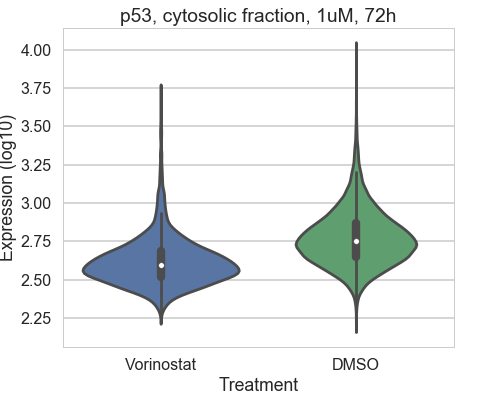 p53, cytosolic fraction, 1uM, 72h
4.00
3.75
3.50
3.25
3.00
2.75
2.50
2.25
Expression (log10)
Vorinostat DMSO
Treatment